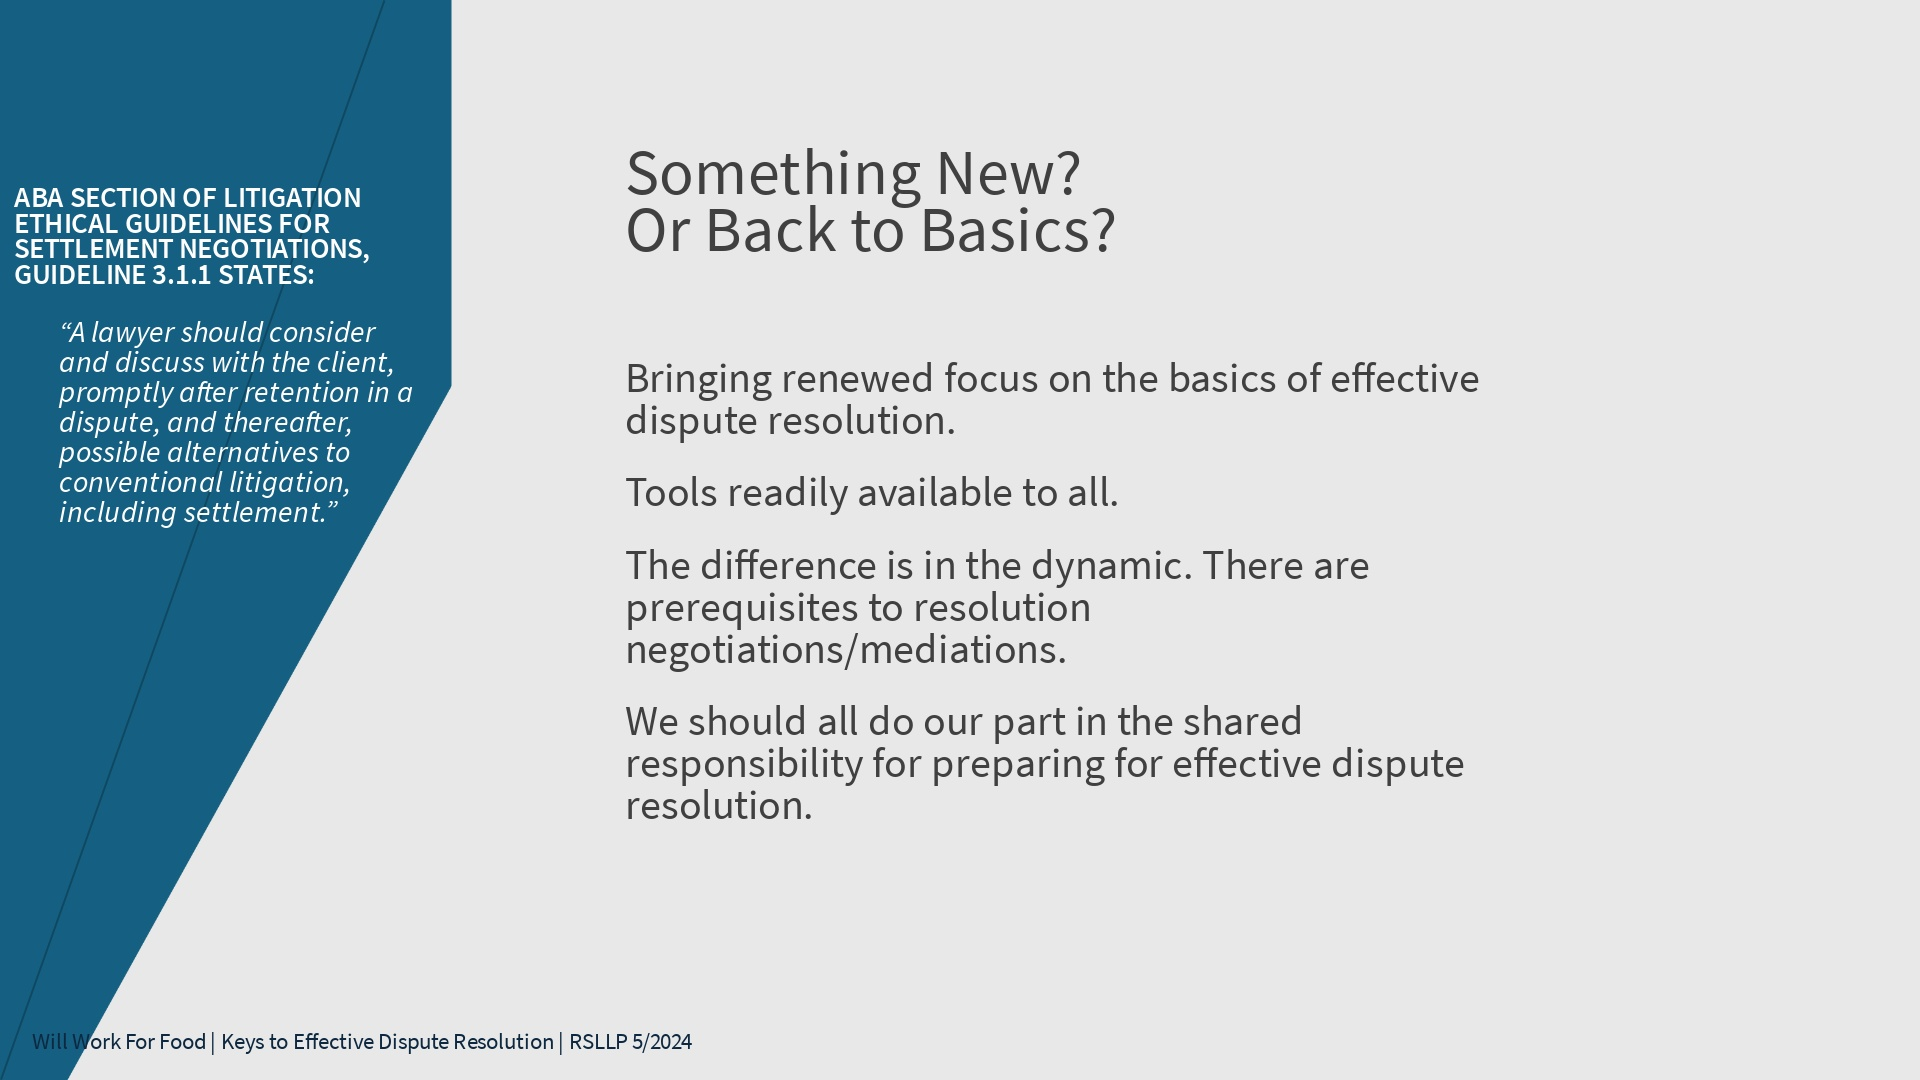 ABA SECTION OF LITIGATION
ETHICAL GUIDELINES FOR
SETTLEMENT NEGOTIATIONS,
GUIDELINE 3.1.1 STATES:
“A lawyer should consider
and discuss with the client,
promptly after retention in a
dispute, and thereafter,
possible alternatives to
conventional litigation,
including settlement.”
Something New?
Or Back to Basics?
Bringing renewed focus on the basics of effective
dispute resolution.
Tools readily available to all.
The difference is in the dynamic. There are
prerequisites to resolution
negotiations/mediations.
We should all do our part in the shared
responsibility for preparing for effective dispute
resolution.
Will Work For Food | Keys to Effective Dispute Resolution | RSLLP 5/2024